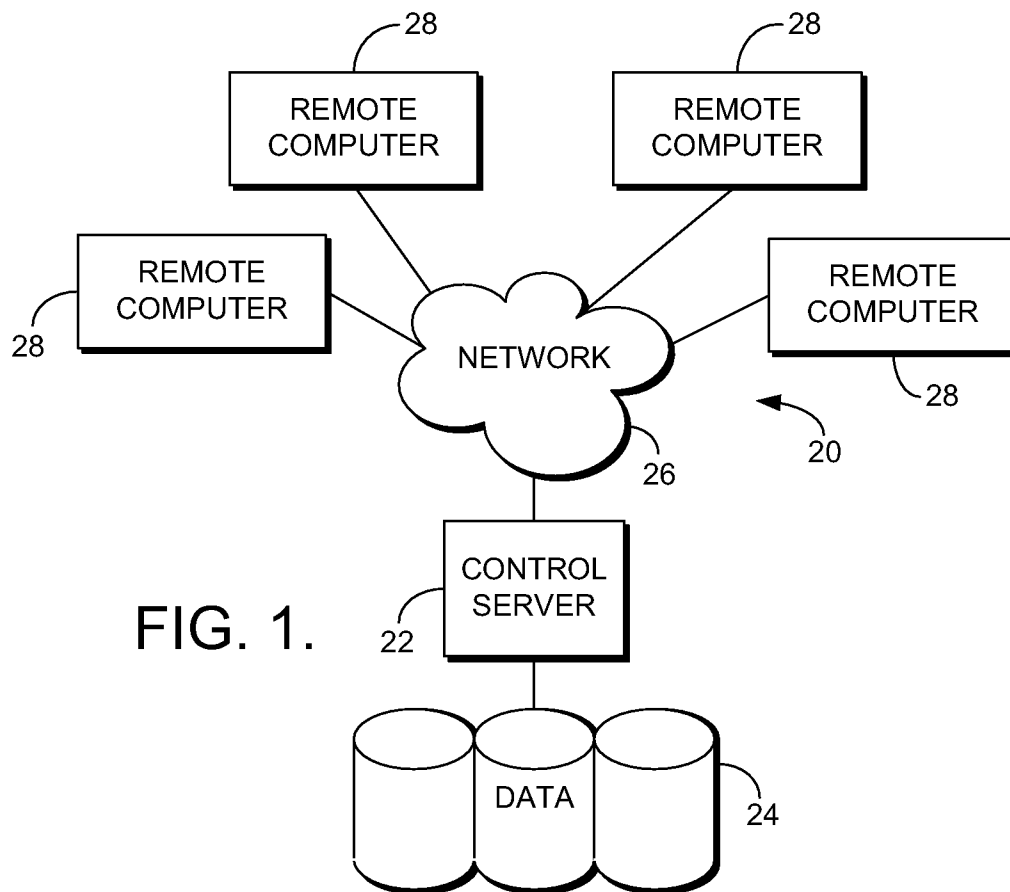 28
28
REMOTE
COMPUTER
REMOTE
COMPUTER
REMOTE
COMPUTER
REMOTE
COMPUTER
28
NETWORK
28
20
26
CONTROL
SERVER
22
FIG. 1.
DATA
24